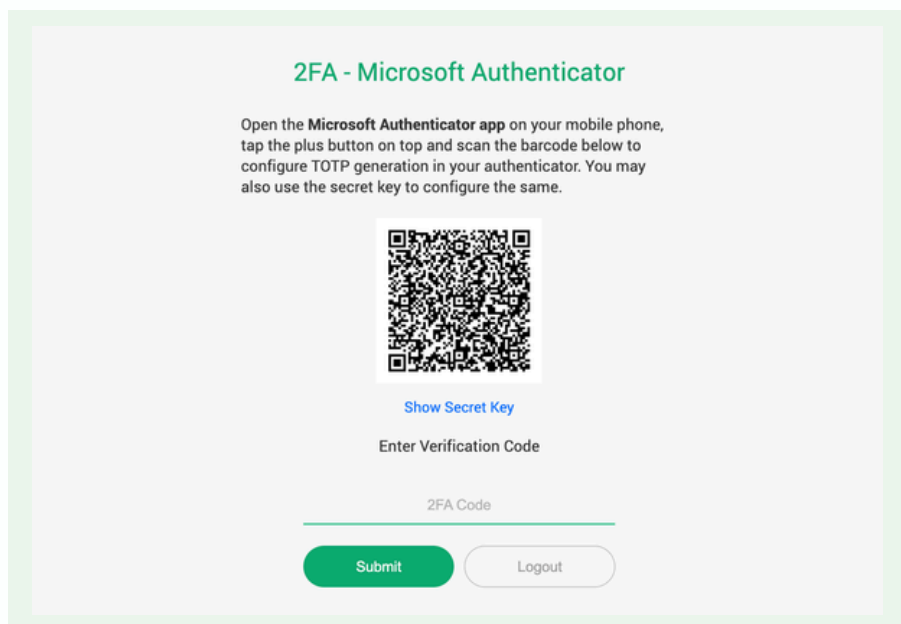 2FA - Microsoft Authenticator
Open the Microsoft Authenticator app on your mobile phone,
tap the plus button on top and scan the barcode below to
configure TOTP generation in your authenticator. You may
also use the secret key to configure the same.
Show Secret Key
Enter Verification Code
2FA Code
Submit
Logout